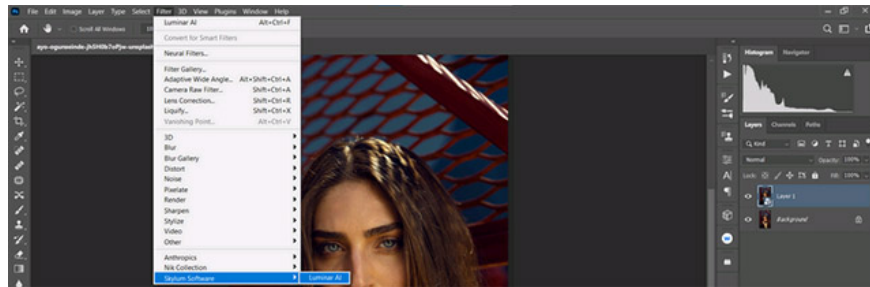 Ps File Edit Image Layer Type Select Filter 3D View Plugins Window Help
Scroll All Windows
Luminar AI Alt+Ctrl+F
Convert for Smart Filters
Neural Filters...
Filter Gallery...
Adaptive Wide Angle... Alt+Shift+Ctrl+A
Camera Raw Filter... Shift+Ctrl+A
Lens Correction... Shift+Ctrl+R
Liquify... Shift+Ctrl+X
Vanishing Point... Alt+Ctrl+V
3D
Blur
Blur Gallery
Distort
Noise
Pixelate
Render
Sharpen
Stylize
Video
Other
Anthropics
Nik Collection
Skylum Software
Luminar AI
Histogram Navigator
Layers Channels Paths
Kind
Normal Opacity: 100%
Lock: Fill: 100%
Layer 1
Background